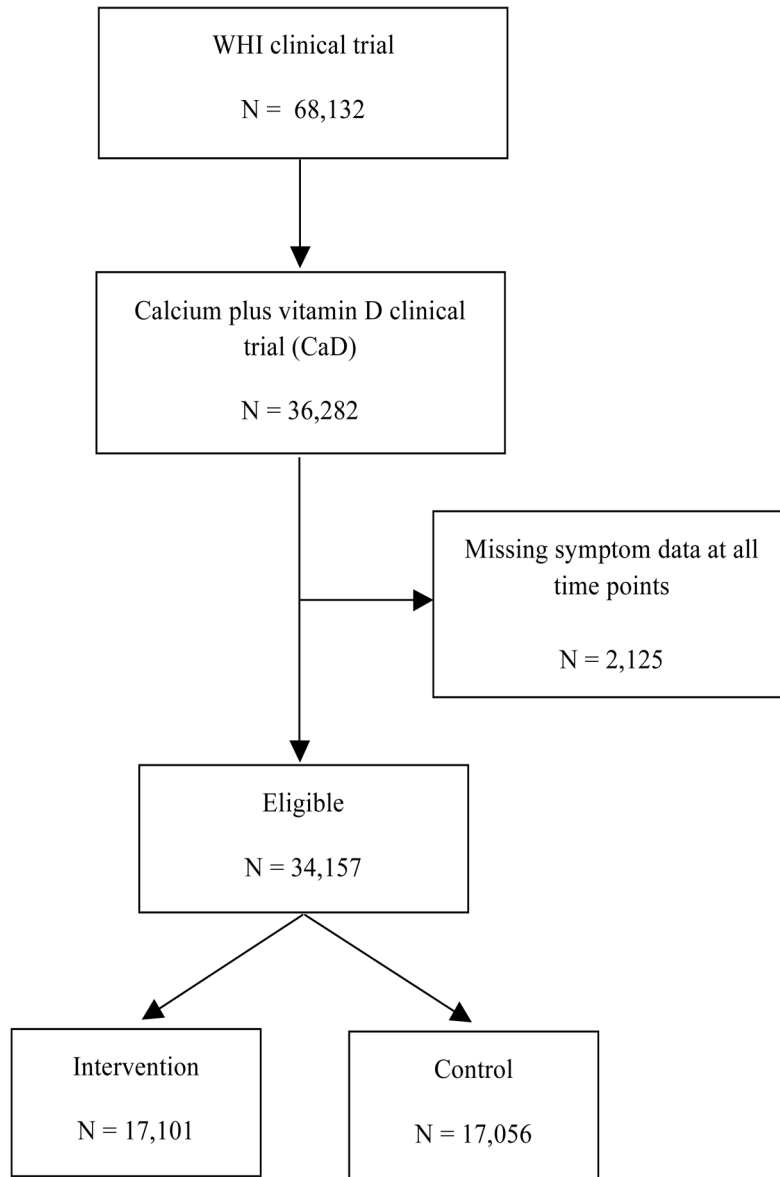 WHI clinical trial
N = 68,132
Calcium plus vitamin D clinical
trial (CaD)
N = 36,282
Missing symptom data at all
time points
N = 2,125
Eligible
N = 34,157
Intervention
N = 17,101
Control
N = 17,056